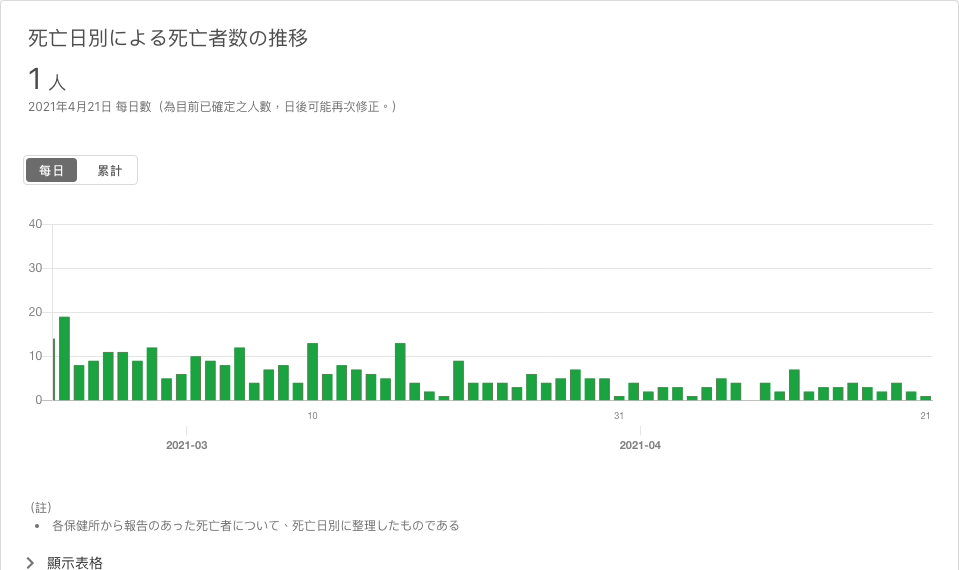 死亡日別による死亡者数の推移
1 人
2021年4月21日 每日數（為目前已確定之人數，日後可能再次修正。）
每日 累計
40
30
20
10
0
10 31 21
2021-03 2021-04
（註）
• 各保健所から報告のあった死亡者について、死亡日別に整理したものである
顯示表格